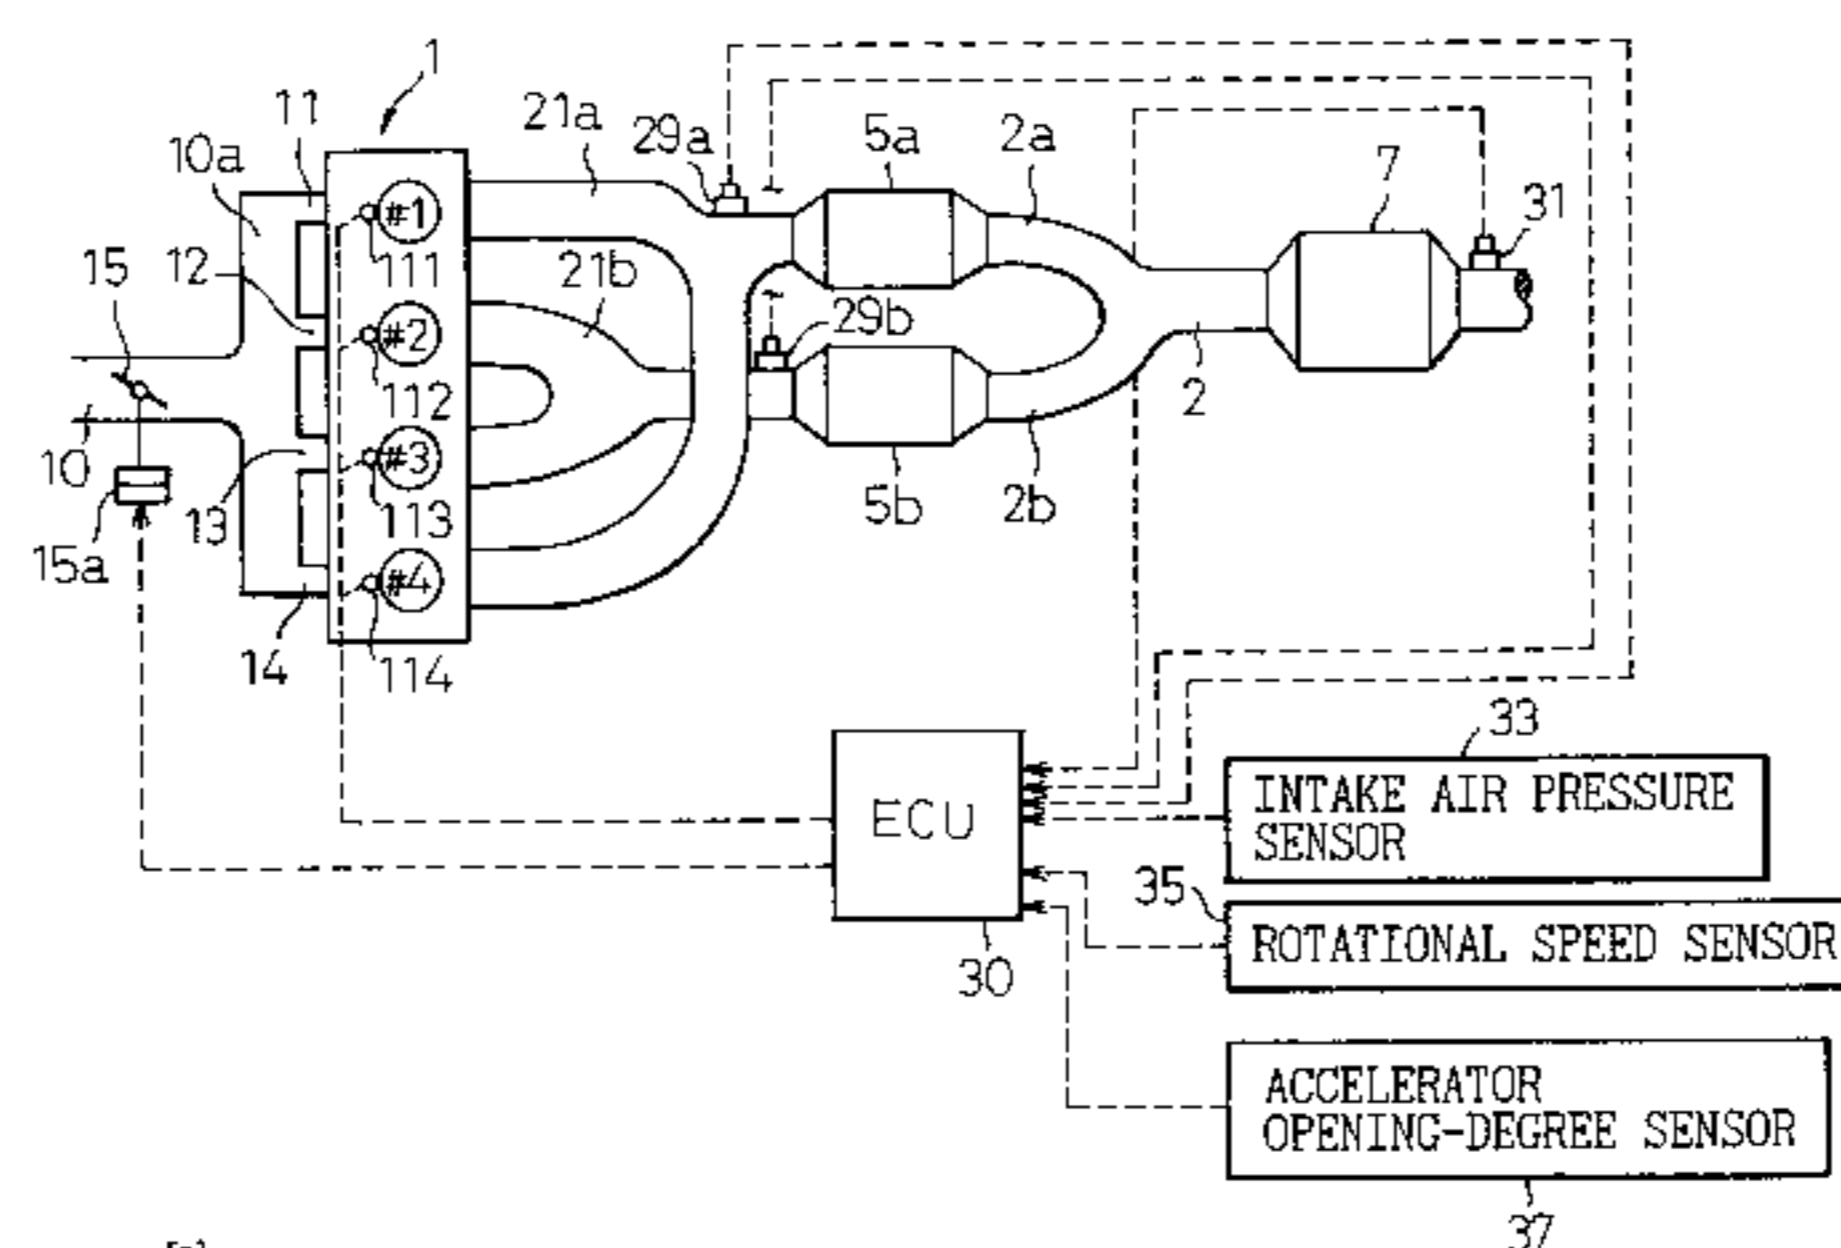 1
11
21a
29a
5a
2a
7
31
10a
#1
111
12
21b
15
#2
29b
112
2
10
#3
13
113
5b
2b
15a
#4
14
114
33
INTAKE AIR PRESSURE
SENSOR
ECU
35
ROTATIONAL SPEED SENSOR
30
ACCELERATOR
OPENING-DEGREE SENSOR
37